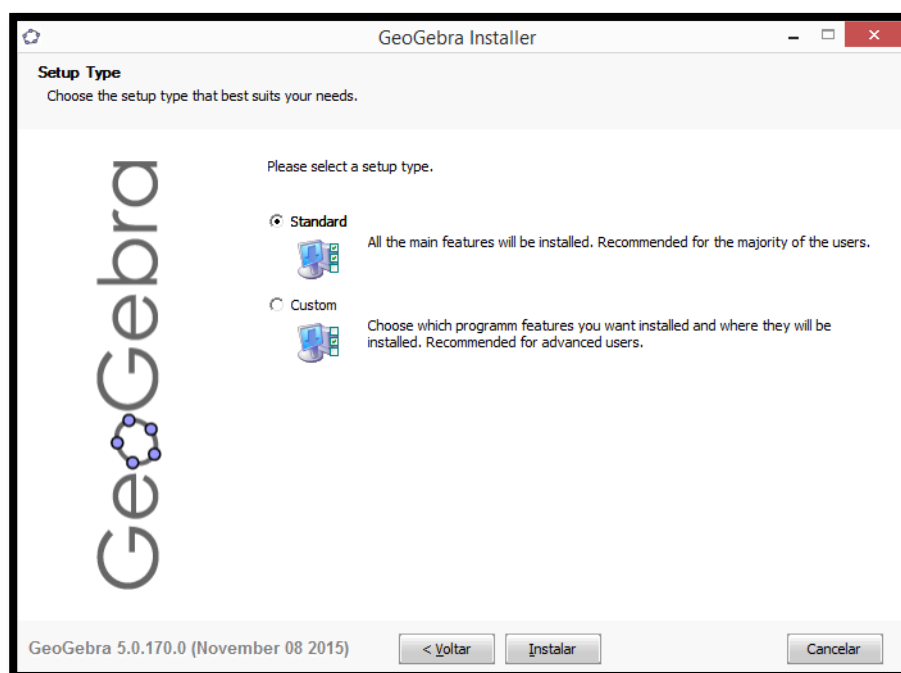 GeoGebra Installer
Setup Type
Choose the setup type that best suits your needs.
GeoGebra
Please select a setup type.
Standard
All the main features will be installed. Recommended for the majority of the users.
Custom
Choose which programm features you want installed and where they will be
installed. Recommended for advanced users.
GeoGebra 5.0.170.0 (November 08 2015)
< Voltar
Instalar
Cancelar